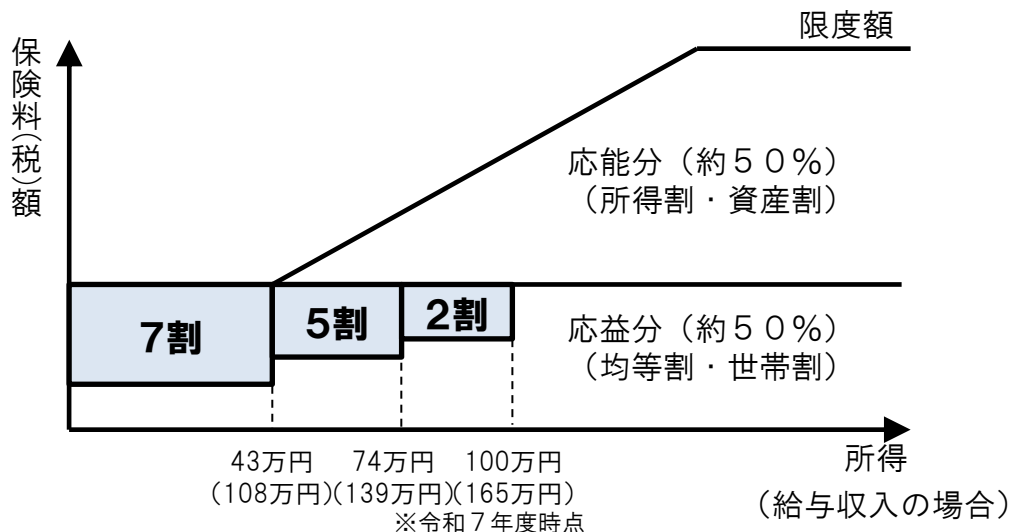 限度額
保険料(税)額
応能分（約５０％）
（所得割・資産割）
7割
5割
2割
応益分（約５０％）
（均等割・世帯割）
43万円
74万円
100万円
所得
(108万円)
(139万円)
(165万円)
（給与収入の場合）
※令和７年度時点